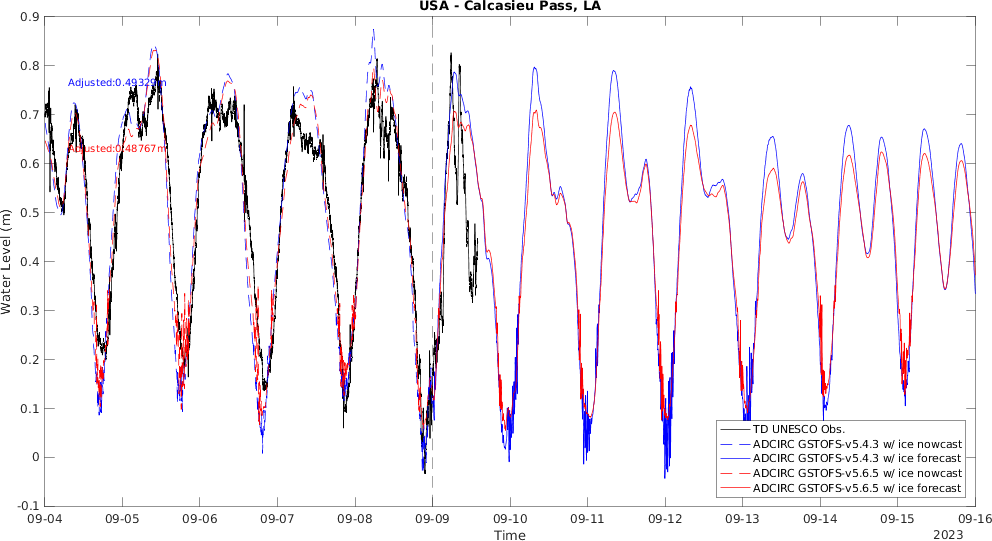 USA - Calcasieu Pass, LA
0.9
0.8
0.7
0.6
0.5
0.4
0.3
0.2
0.1
0
-0.1
Water Level (m)
Adjusted:0.49329m
Adjusted:0.48767m
TD UNESCO Obs.
ADCIRC GSTOFS-v5.4.3 w/ ice nowcast
ADCIRC GSTOFS-v5.4.3 w/ ice forecast
ADCIRC GSTOFS-v5.6.5 w/ ice nowcast
ADCIRC GSTOFS-v5.6.5 w/ ice forecast
09-04 09-05 09-06 09-07 09-08 09-09 09-10 09-11 09-12 09-13 09-14 09-15 09-16
Time
2023